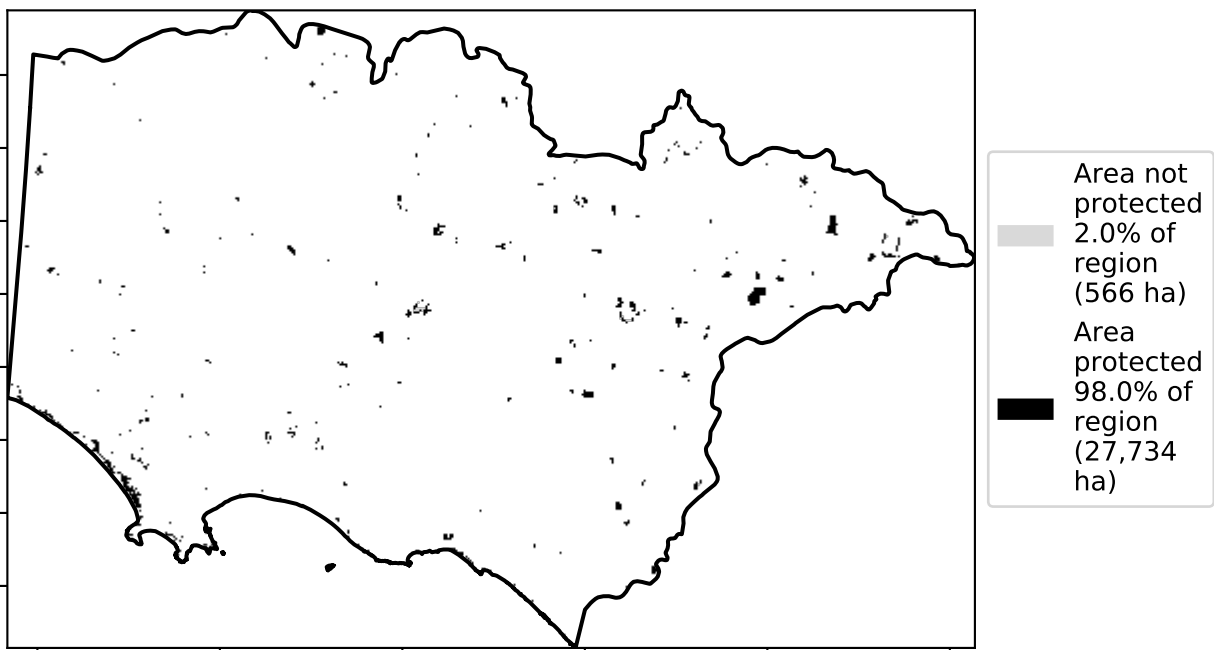 Area not
protected
2.0% of
region
(566 ha)
Area
protected
98.0% of
region
(27,734
ha)